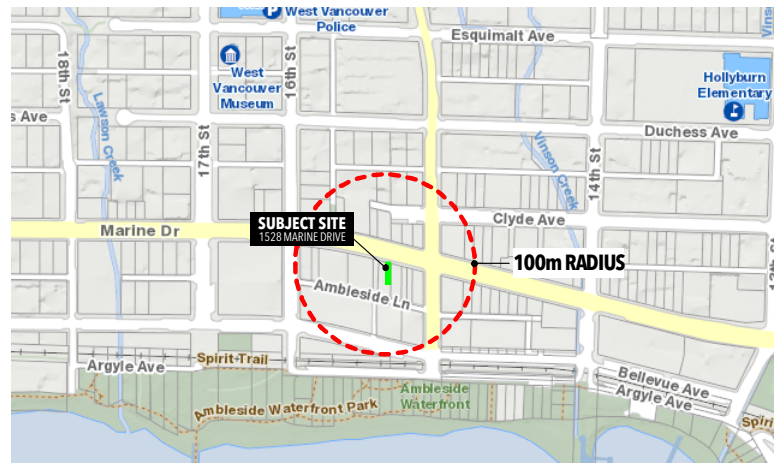 West Vancouver
Police
Esquimalt Ave
18th St
16th St
West
Vancouver
Museum
Hollyburn
Elementary
Lawson Creek
s Ave
17th St
Vinson Creek
Duchess Ave
14th St
Clyde Ave
SUBJECT SITE
1528 MARINE DRIVE
Marine Dr
100m RADIUS
Ambleside Ln
Spirit-Trail
Argyle Ave
Bellevue Ave
Argyle Ave
Ambleside
Waterfront
Ambleside Waterfront Park
Spiri